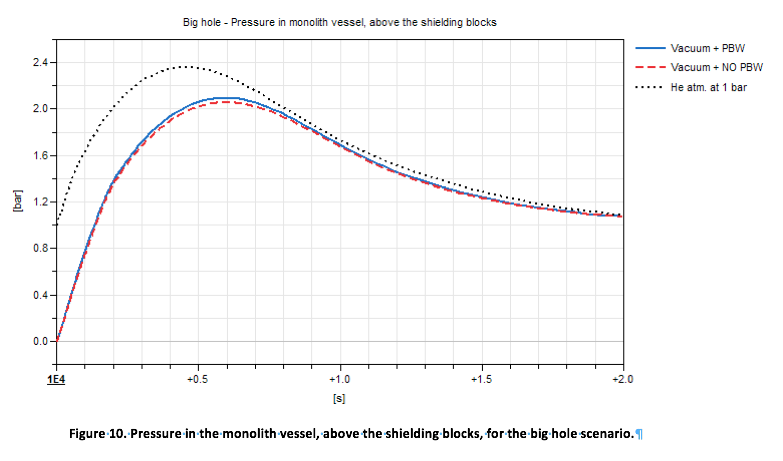 Big hole - Pressure in monolith vessel, above the shielding blocks
Vacuum + PBW
Vacuum + NO PBW
He atm. at 1 bar
2.4
2.0
1.6
1.2
0.8
0.4
0.0
[bar]
1E4 +0.5 +1.0 +1.5 +2.0
[s]
Figure 10. Pressure in the monolith vessel, above the shielding blocks, for the big hole scenario.¶